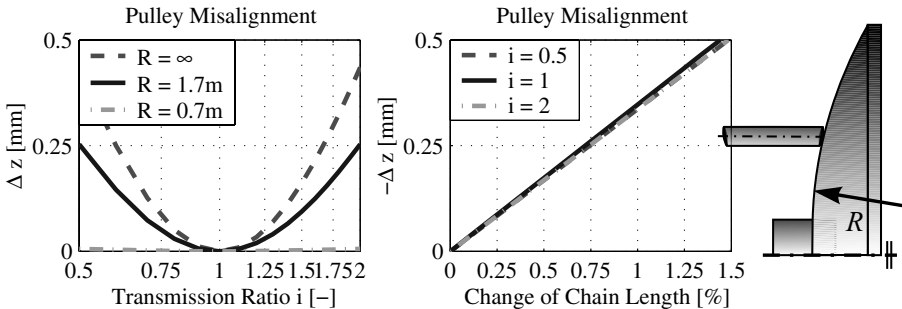 Pulley Misalignment
0.5
0.25
0
Δ z [mm]
R = ∞
R = 1.7m
R = 0.7m
0.5 0.75 1 1.25 1.5 1.75 2
Transmission Ratio i [−]
Pulley Misalignment
0.5
0.25
0
−Δ z [mm]
i = 0.5
i = 1
i = 2
0 0.25 0.5 0.75 1 1.25 1.5
Change of Chain Length [%]
R